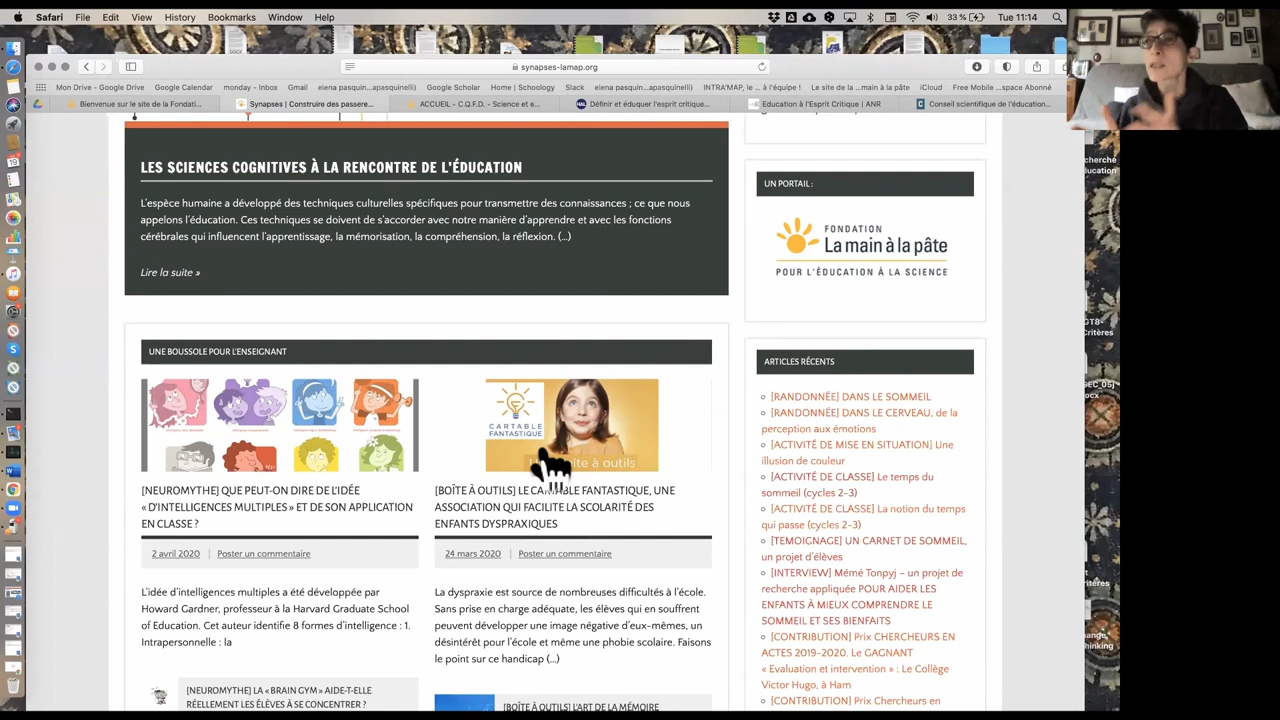 Safari File Edit View History Bookmarks Window Help 33 % Tue 11:14
synapses-lamap.org
Mon Drive - Google Drive Google Calendar monday - Inbox Gmail elena pasquin...apasquinelli) Google Scholar Home | Schoology Slack elena pasquin...apasquinelli) INTRA'MAP, le ... à l'équipe ! Le site de la ...main à la pâte iCloud Free Mobile ...space Abonné
Bienvenue sur le site de la Fondati... Synapses | Construire des passere... ACCUEIL - C.Q.F.D. - Science et e... Définir et éduquer l'esprit critique... Education à l'Esprit Critique | ANR Conseil scientifique de l'éducation...
LES SCIENCES COGNITIVES À LA RENCONTRE DE L'ÉDUCATION
L'espèce humaine a développé des techniques culturelles spécifiques pour transmettre des connaissances ; ce que nous
appelons l'éducation. Ces techniques se doivent de s'accorder avec notre manière d'apprendre et avec les fonctions
cérébrales qui influencent l'apprentissage, la mémorisation, la compréhension, la réflexion. (...)
Lire la suite »
UNE BOUSSOLE POUR L'ENSEIGNANT
CARTABLE
FANTASTIQUE
ite à outils
[NEUROMYTHE] QUE PEUT-ON DIRE DE L'IDÉE
« D'INTELLIGENCES MULTIPLES » ET DE SON APPLICATION
EN CLASSE ?
2 avril 2020 | Poster un commentaire
L'idée d'intelligences multiples a été développée par
Howard Gardner, professeur à la Harvard Graduate School
of Education. Cet auteur identifie 8 formes d'intelligence : 1.
Intrapersonnelle : la
[NEUROMYTHE] LA « BRAIN GYM » AIDE-T-ELLE
RÉELLEMENT LES ÉLÈVES À SE CONCENTRER ?
[BOÎTE À OUTILS] LE CARTABLE FANTASTIQUE, UNE
ASSOCIATION QUI FACILITE LA SCOLARITÉ DES
ENFANTS DYSPRAXIQUES
24 mars 2020 | Poster un commentaire
La dyspraxie est source de nombreuses difficultés à l'école.
Sans prise en charge adéquate, les élèves qui en souffrent
peuvent développer une image négative d'eux-mêmes, un
désintérêt pour l'école et même une phobie scolaire. Faisons
le point sur ce handicap (...)
[BOÎTE À OUTILS] L'ART DE LA MÉMOIRE
UN PORTAIL :
FONDATION
La main à la pâte
POUR L'ÉDUCATION À LA SCIENCE
ARTICLES RÉCENTS
[RANDONNÉE] DANS LE SOMMEIL
[RANDONNÉE] DANS LE CERVEAU, de la
perception aux émotions
[ACTIVITÉ DE MISE EN SITUATION] Une
illusion de couleur
[ACTIVITÉ DE CLASSE] Le temps du
sommeil (cycles 2-3)
[ACTIVITÉ DE CLASSE] La notion du temps
qui passe (cycles 2-3)
[TEMOIGNAGE] UN CARNET DE SOMMEIL,
un projet d'élèves
[INTERVIEW] Mémé Tonpyj – un projet de
recherche appliquée POUR AIDER LES
ENFANTS À MIEUX COMPRENDRE LE
SOMMEIL ET SES BIENFAITS
[CONTRIBUTION] Prix CHERCHEURS EN
ACTES 2019-2020. Le GAGNANT
« Evaluation et intervention » : Le Collège
Victor Hugo, à Ham
[CONTRIBUTION] Prix Chercheurs en